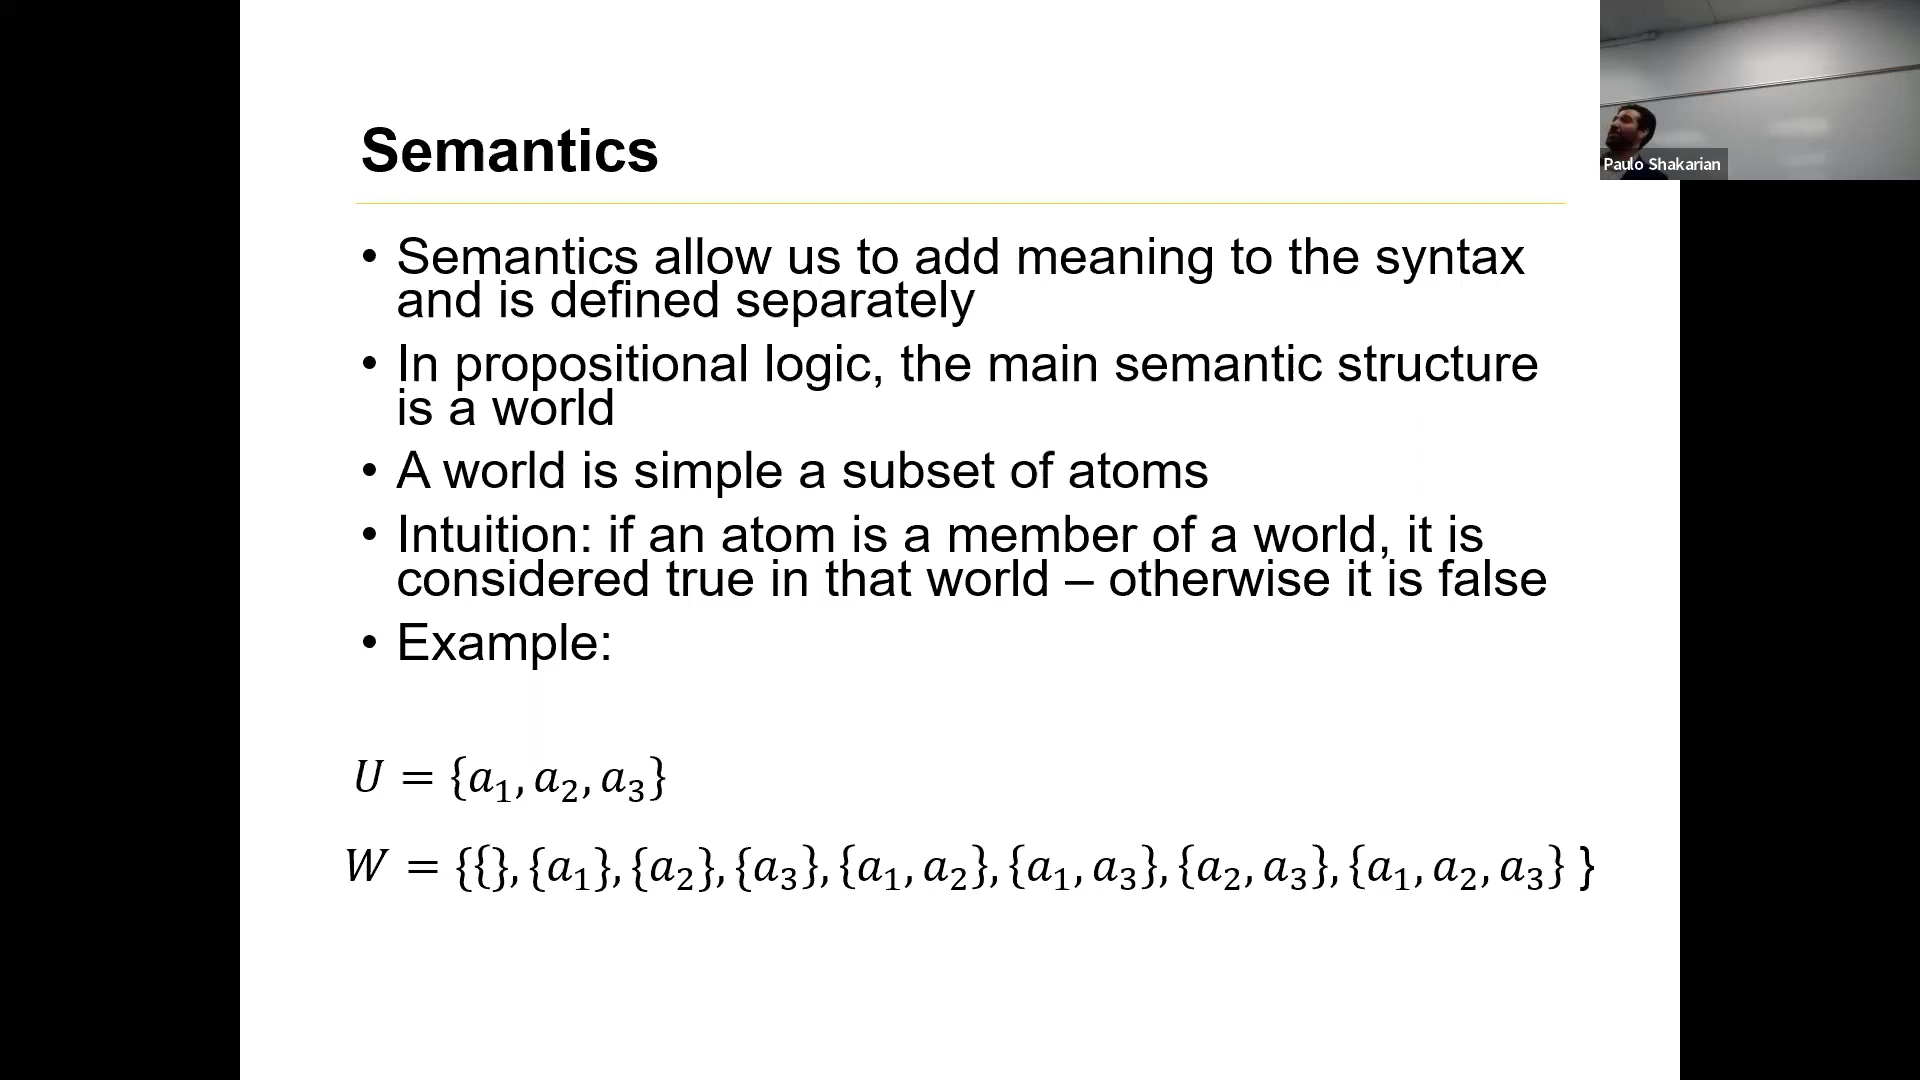 Semantics
• Semantics allow us to add meaning to the syntax
and is defined separately
• In propositional logic, the main semantic structure
is a world
• A world is simple a subset of atoms
• Intuition: if an atom is a member of a world, it is
considered true in that world – otherwise it is false
• Example:
U = {a₁, a₂, a₃}
W = {{}, {a₁}, {a₂}, {a₃}, {a₁, a₂}, {a₁, a₃}, {a₂, a₃}, {a₁, a₂, a₃} }
Paulo Shakarian